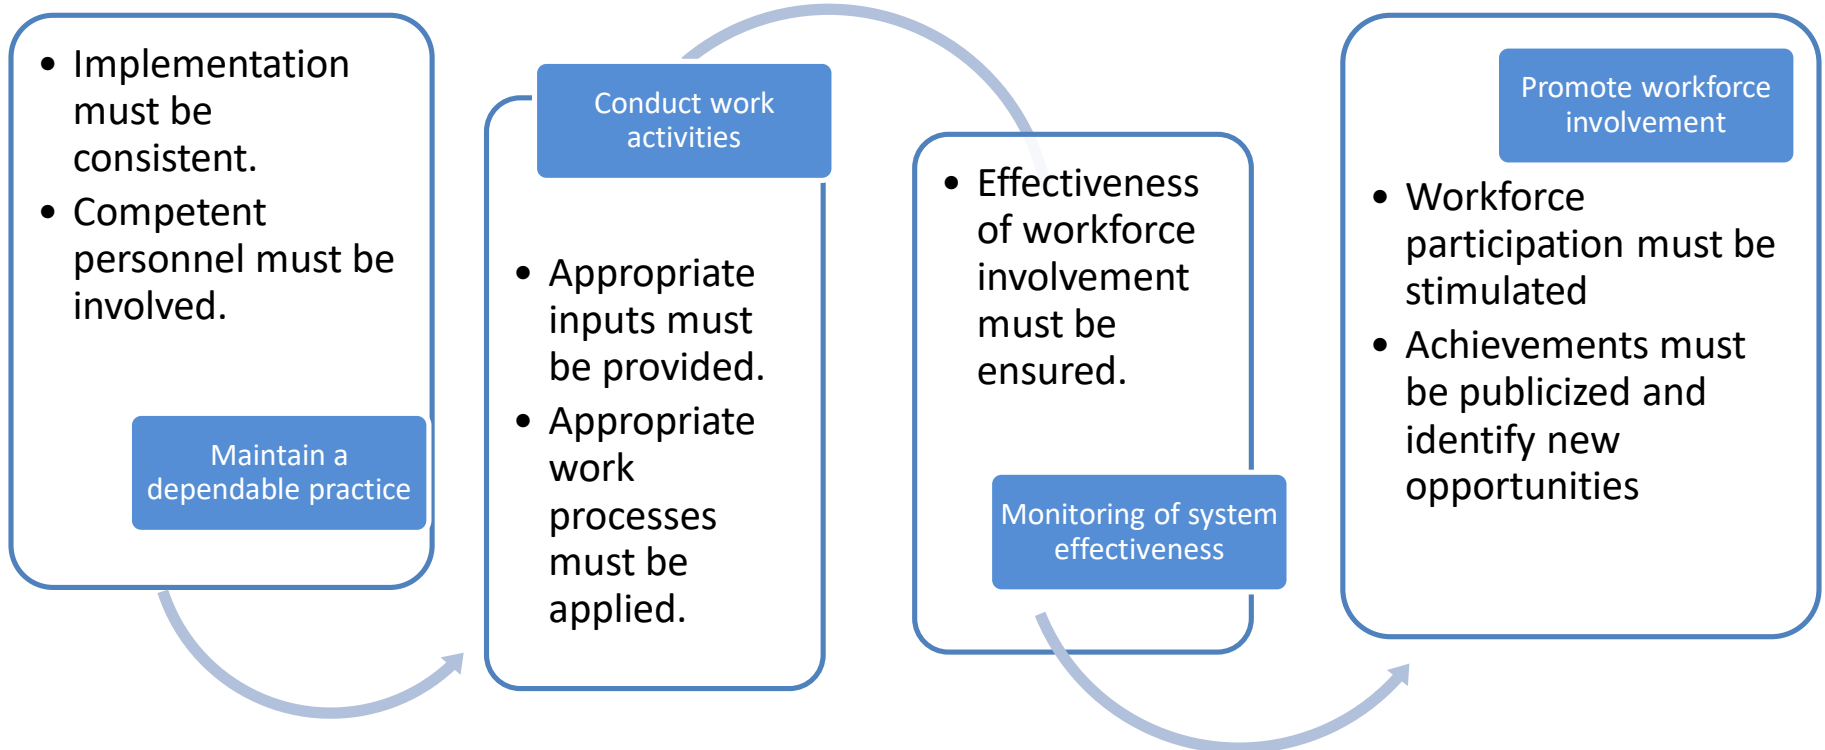 • Implementation
must be
consistent.
• Competent
personnel must be
involved.
Maintain a
dependable practice
Conduct work
activities
• Appropriate
inputs must
be provided.
• Appropriate
work
processes
must be
applied.
• Effectiveness
of workforce
involvement
must be
ensured.
Monitoring of system
effectiveness
Promote workforce
involvement
• Workforce
participation must be
stimulated
• Achievements must
be publicized and
identify new
opportunities